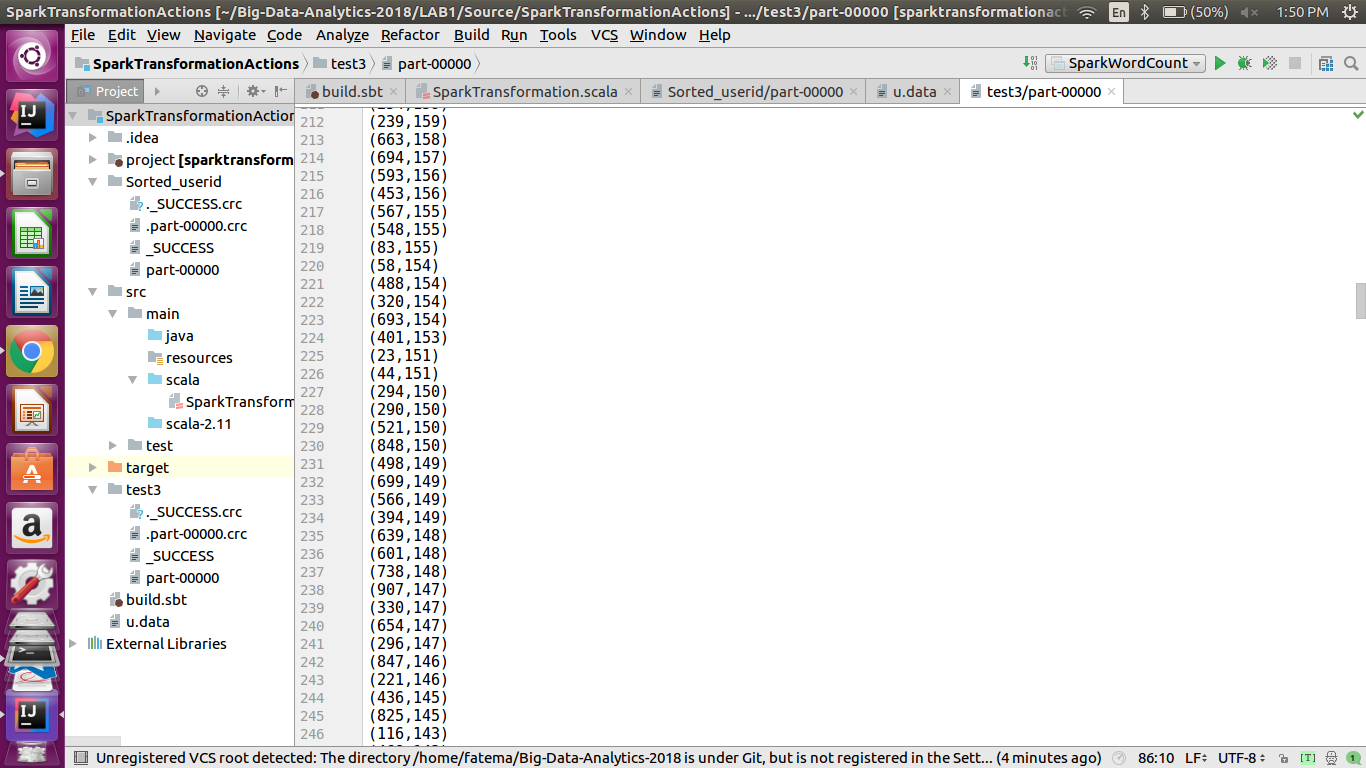 SparkTransformationActions [~/Big-Data-Analytics-2018/LAB1/Source/SparkTransformationActions] - .../test3/part-00000 [sparktransformationact En (50%) 1:50 PM
File Edit View Navigate Code Analyze Refactor Build Run Tools VCS Window Help
SparkTransformationActions test3 part-00000 SparkWordCount
Project build.sbt SparkTransformation.scala Sorted_userid/part-00000 u.data test3/part-00000
SparkTransformationAction
.idea
project [sparktransform
Sorted_userid
._SUCCESS.crc
.part-00000.crc
_SUCCESS
part-00000
src
main
java
resources
scala
SparkTransform
scala-2.11
test
target
test3
._SUCCESS.crc
.part-00000.crc
_SUCCESS
part-00000
build.sbt
u.data
External Libraries
212 (239,159)
213 (663,158)
214 (694,157)
215 (593,156)
216 (453,156)
217 (567,155)
218 (548,155)
219 (83,155)
220 (58,154)
221 (488,154)
222 (320,154)
223 (693,154)
224 (401,153)
225 (23,151)
226 (44,151)
227 (294,150)
228 (290,150)
229 (521,150)
230 (848,150)
231 (498,149)
232 (699,149)
233 (566,149)
234 (394,149)
235 (639,148)
236 (601,148)
237 (738,148)
238 (907,147)
239 (330,147)
240 (654,147)
241 (296,147)
242 (847,146)
243 (221,146)
244 (436,145)
245 (825,145)
246 (116,143)
Unregistered VCS root detected: The directory /home/fatema/Big-Data-Analytics-2018 is under Git, but is not registered in the Sett... (4 minutes ago) 86:10 LF UTF-8 [T] 1